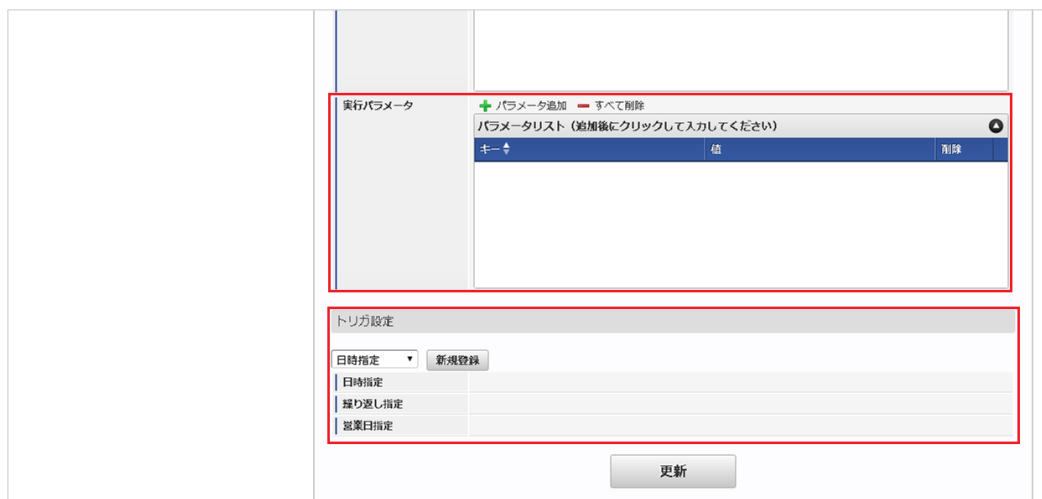 実行パラメータ
パラメータ追加 すべて削除
パラメータリスト（追加後にクリックして入力してください）
キー 値 削除
トリガ設定
日時指定 新規登録
日時指定
繰り返し指定
営業日指定
更新